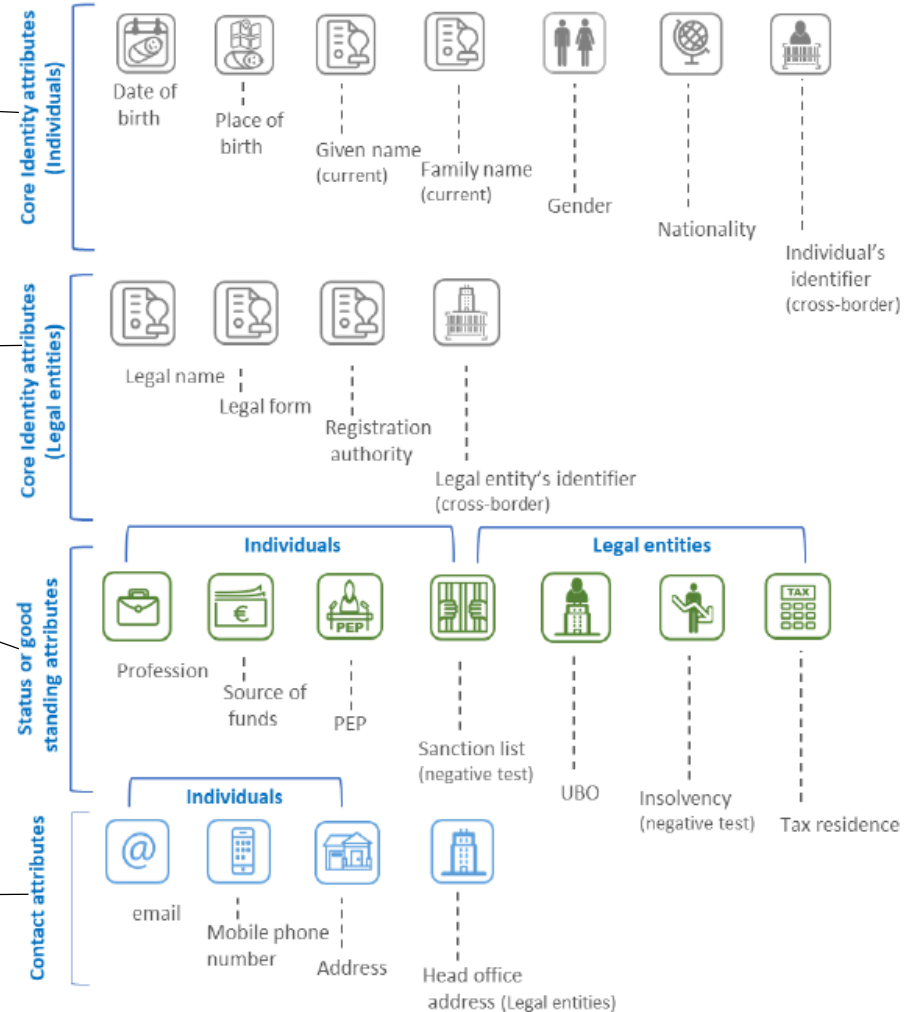 Core Identity attributes
(Individuals)
Date of
birth
Place of
birth
Given name
(current)
Family name
(current)
Gender
Nationality
Individual's
identifier
(cross-border)
Core Identity attributes
(Legal entities)
Legal name
Legal form
Registration
authority
Legal entity's identifier
(cross-border)
Status or good
standing attributes
Individuals
Legal entities
€
PEP
TAX
Profession
Source of
funds
PEP
Sanction list
(negative test)
UBO
Insolvency
(negative test)
Tax residence
Contact attributes
Individuals
@
email
Mobile phone
number
Address
Head office
address (Legal entities)